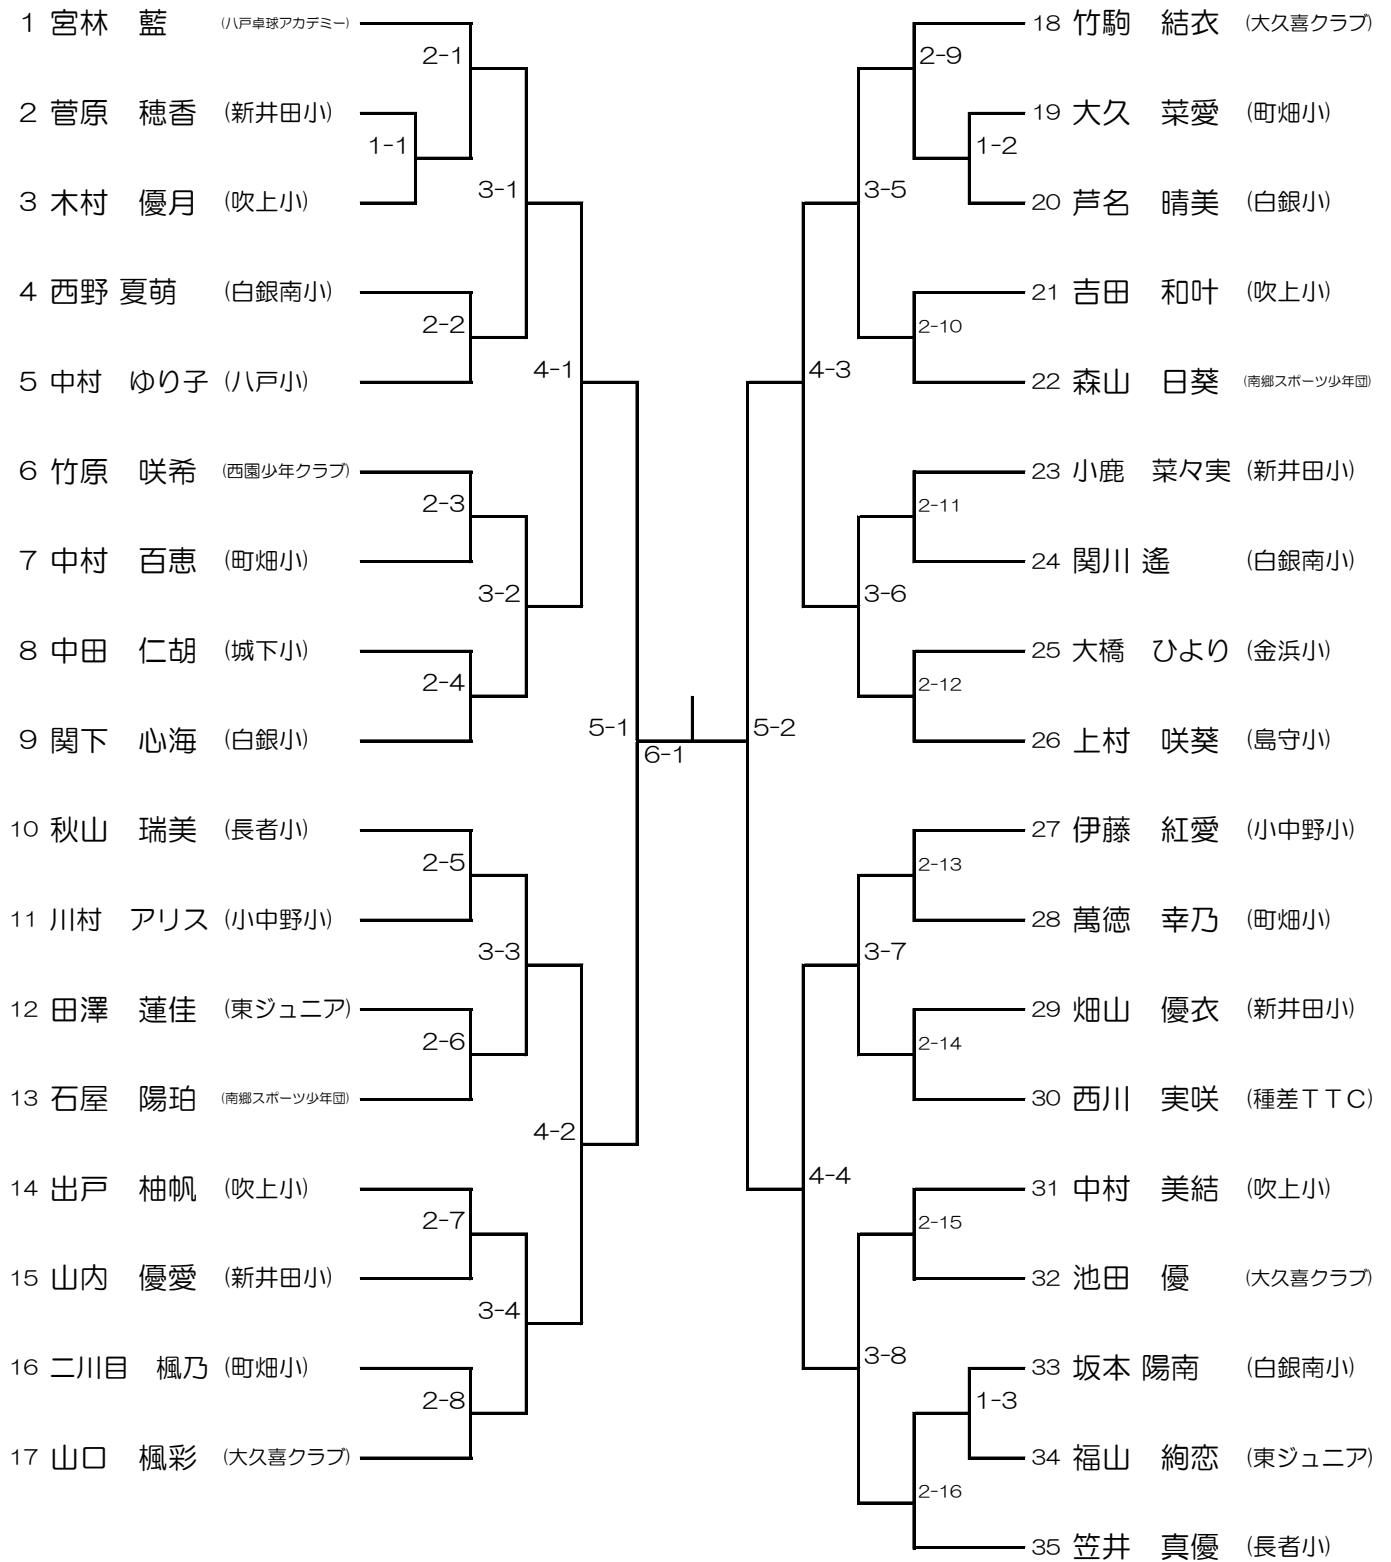 1 宮林　藍 (八戸卓球アカデミー)
2-1
2 菅原　穂香 (新井田小)
1-1
3 木村　優月 (吹上小)
3-1
4 西野 夏萌 (白銀南小)
2-2
5 中村　ゆり子 (八戸小)
4-1
6 竹原　咲希 (西園少年クラブ)
2-3
7 中村　百恵 (町畑小)
3-2
8 中田　仁胡 (城下小)
2-4
9 関下　心海 (白銀小)
5-1
6-1
10 秋山　瑞美 (長者小)
2-5
11 川村　アリス (小中野小)
3-3
12 田澤　蓮佳 (東ジュニア)
2-6
13 石屋　陽珀 (南郷スポーツ少年団)
4-2
14 出戸　柚帆 (吹上小)
2-7
15 山内　優愛 (新井田小)
3-4
16 二川目　楓乃 (町畑小)
2-8
17 山口　楓彩 (大久喜クラブ)
18 竹駒　結衣 (大久喜クラブ)
2-9
19 大久　菜愛 (町畑小)
1-2
3-5
20 芦名　晴美 (白銀小)
21 吉田　和叶 (吹上小)
2-10
4-3
22 森山　日葵 (南郷スポーツ少年団)
23 小鹿　菜々実 (新井田小)
2-11
24 関川 遙 (白銀南小)
3-6
25 大橋　ひより (金浜小)
2-12
5-2
26 上村　咲葵 (島守小)
27 伊藤　紅愛 (小中野小)
2-13
28 萬徳　幸乃 (町畑小)
3-7
29 畑山　優衣 (新井田小)
2-14
30 西川　実咲 (種差ＴＴＣ)
4-4
31 中村　美結 (吹上小)
2-15
32 池田　優 (大久喜クラブ)
3-8
33 坂本 陽南 (白銀南小)
1-3
34 福山　絢恋 (東ジュニア)
2-16
35 笠井　真優 (長者小)